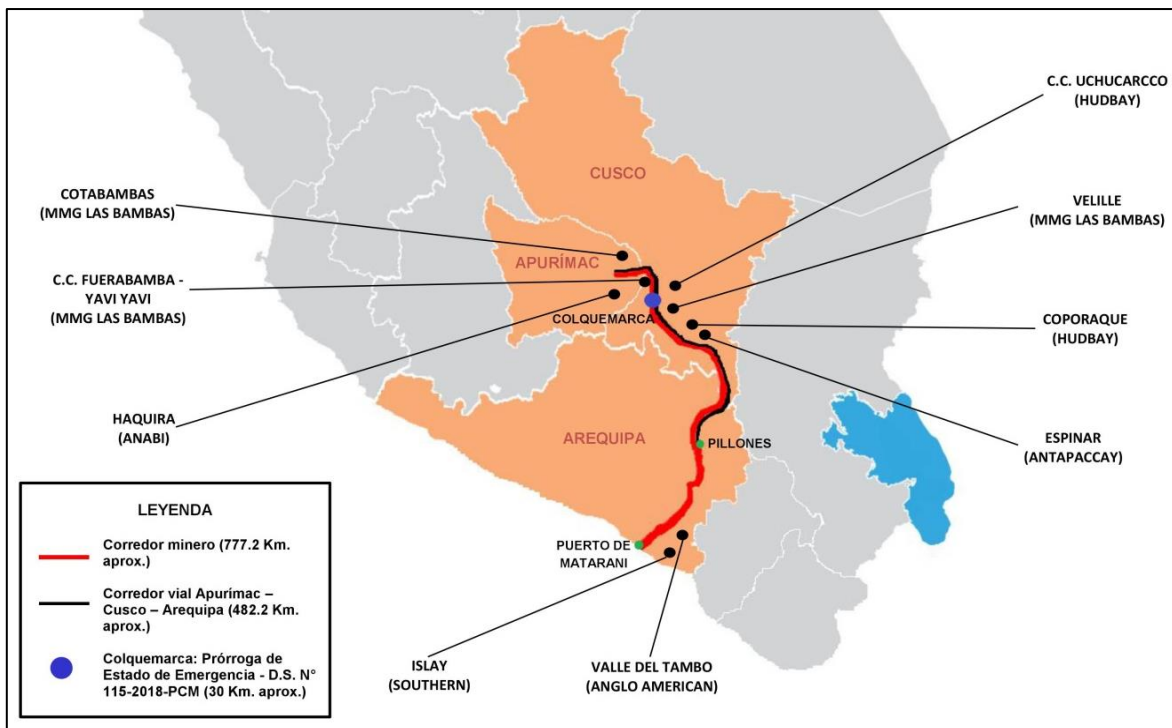 C.C. UCHUCARCCO
(HUDBAY)
CUSCO
COTABAMBAS
(MMG LAS BAMBAS)
VELILLE
(MMG LAS BAMBAS)
APURÍMAC
C.C. FUERABAMBA -
YAVI YAVI
(MMG LAS BAMBAS)
COLQUEMARCA
COPORAQUE
(HUDBAY)
HAQUIRA
(ANABI)
AREQUIPA
PILLONES
ESPINAR
(ANTAPACCAY)
LEYENDA
Corredor minero (777.2 Km.
aprox.)
Corredor vial Apurímac –
Cusco – Arequipa (482.2 Km.
aprox.)
Colquemarca: Prórroga de
Estado de Emergencia - D.S. N°
115-2018-PCM (30 Km. aprox.)
PUERTO DE
MATARANI
ISLAY
(SOUTHERN)
VALLE DEL TAMBO
(ANGLO AMERICAN)